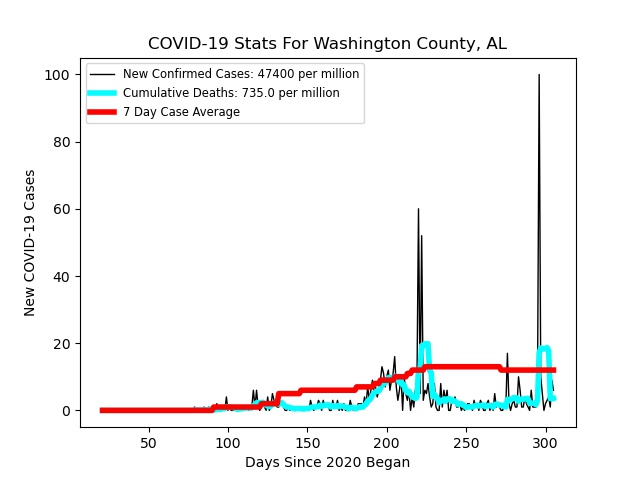 COVID-19 Stats For Washington County, AL
New Confirmed Cases: 47400 per million
Cumulative Deaths: 735.0 per million
7 Day Case Average
100
80
60
40
20
0
New COVID-19 Cases
50 100 150 200 250 300
Days Since 2020 Began